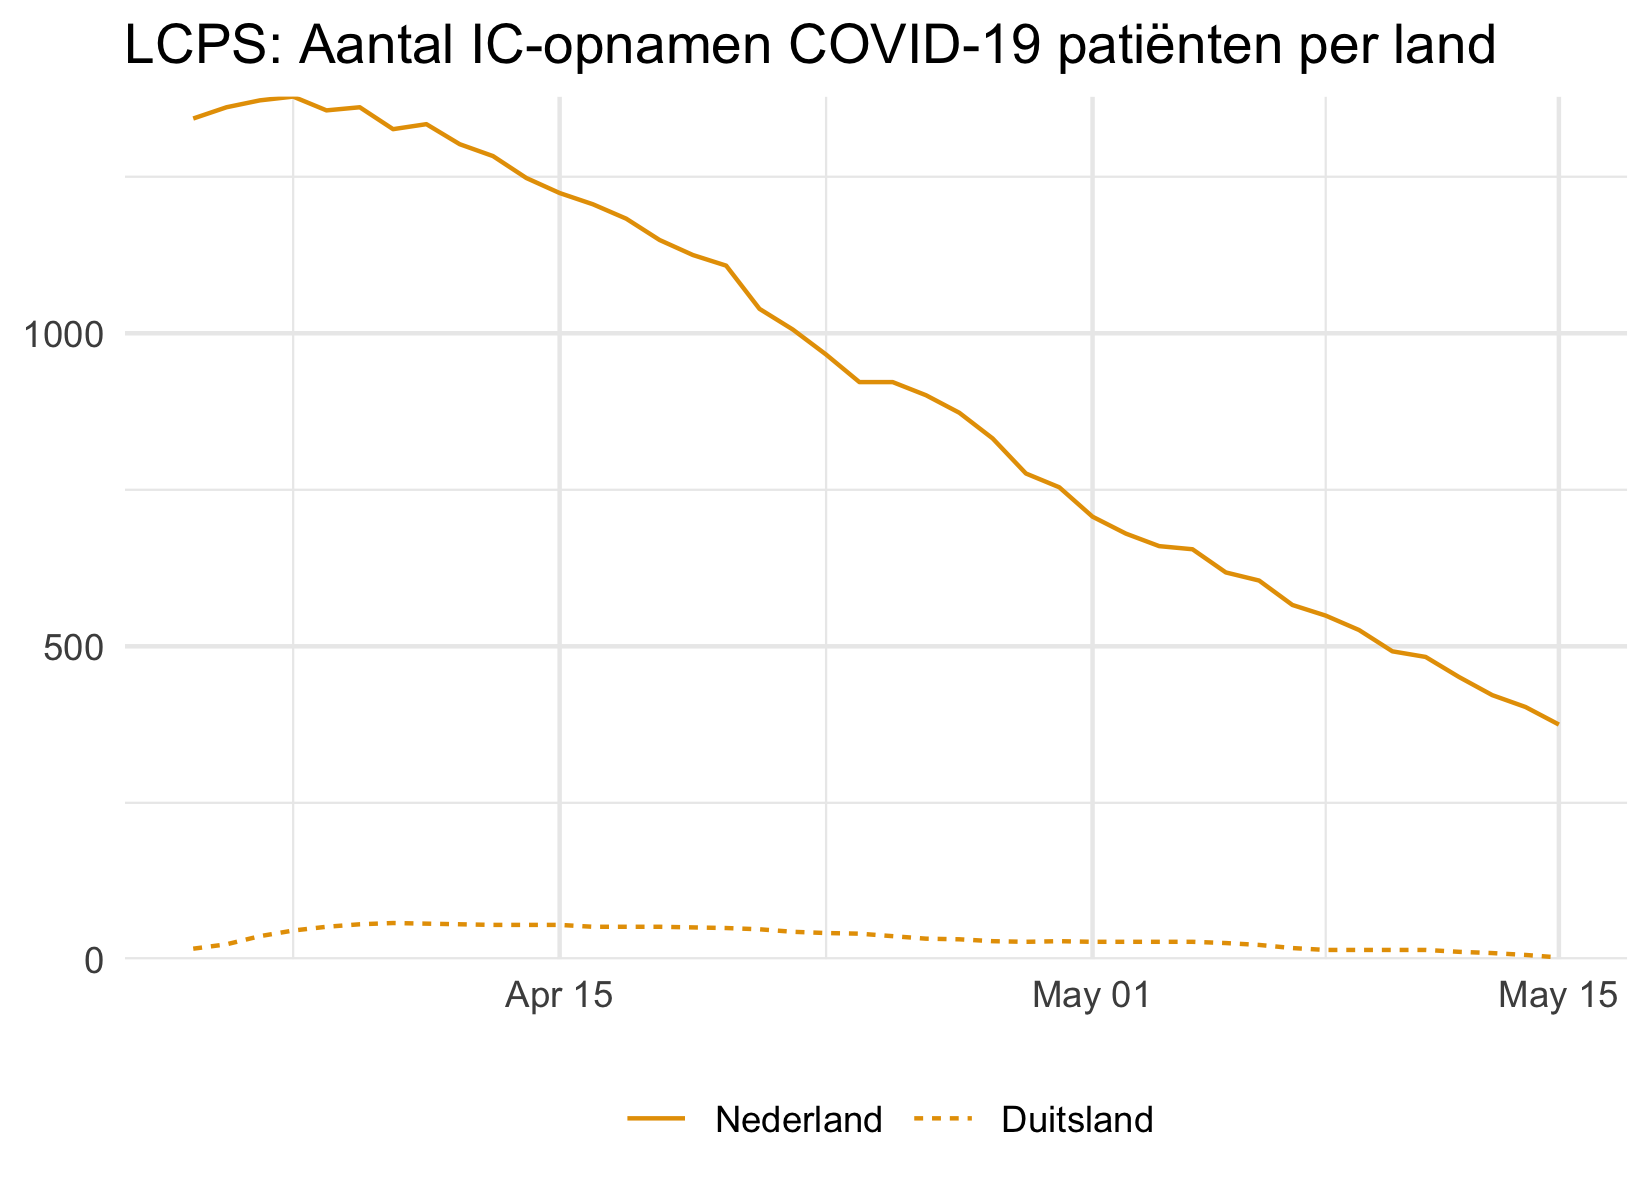 LCPS: Aantal IC-opnamen COVID-19 patiënten per land
1000
500
0
Apr 15 May 01 May 15
Nederland Duitsland